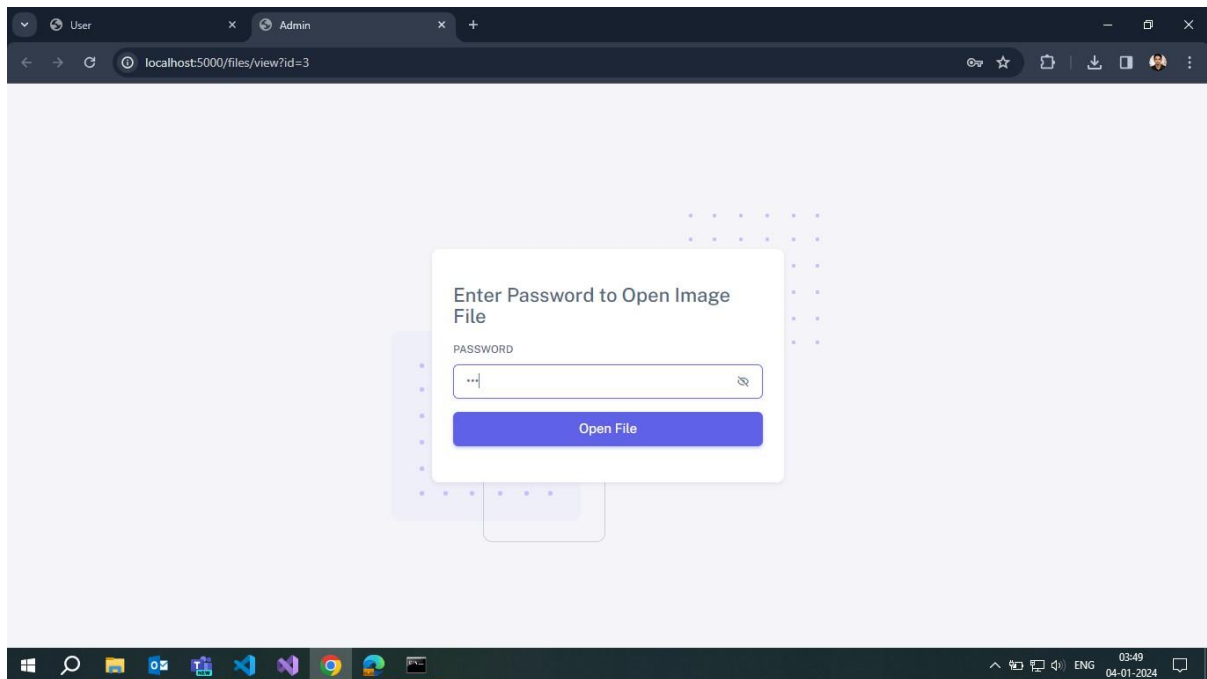 User
Admin
localhost:5000/files/view?id=3
Enter Password to Open Image
File
PASSWORD
Open File
ENG
03:49
04-01-2024